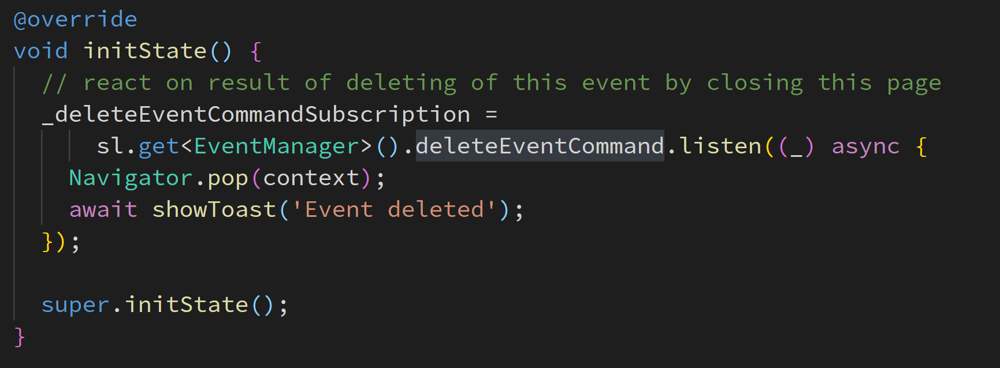 @override
void initState() {
  // react on result of deleting of this event by closing this page
  _deleteEventCommandSubscription =
      sl.get<EventManager>().deleteEventCommand.listen((_) async {
    Navigator.pop(context);
    await showToast('Event deleted');
  });

  super.initState();
}